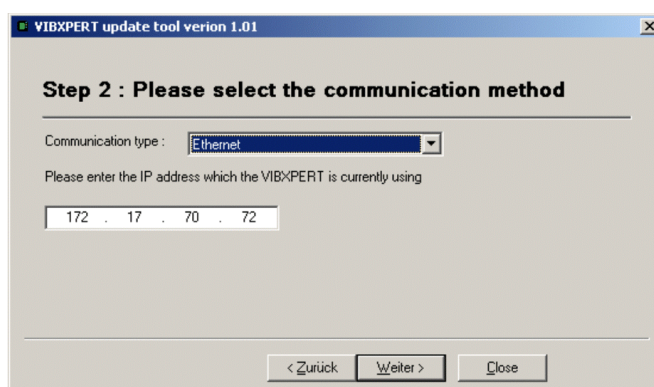 VIBXPERT update tool verion 1.01
Step 2 : Please select the communication method
Communication type :
Ethernet
Please enter the IP address which the VIBXPERT is currently using
172 . 17 . 70 . 72
< Zurück
Weiter >
Close